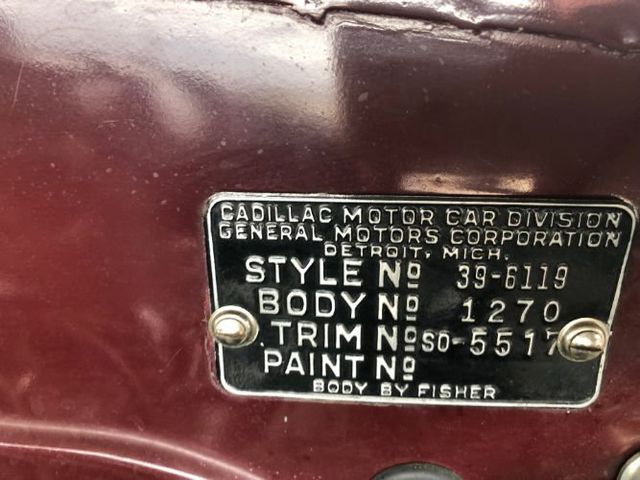 CADILLAC MOTOR CAR DIVISION
GENERAL MOTORS CORPORATION
DETROIT, MICH.
STYLE Nº 39-6119
BODY Nº 1270
TRIM Nº SO-5517
PAINT Nº
BODY BY FISHER